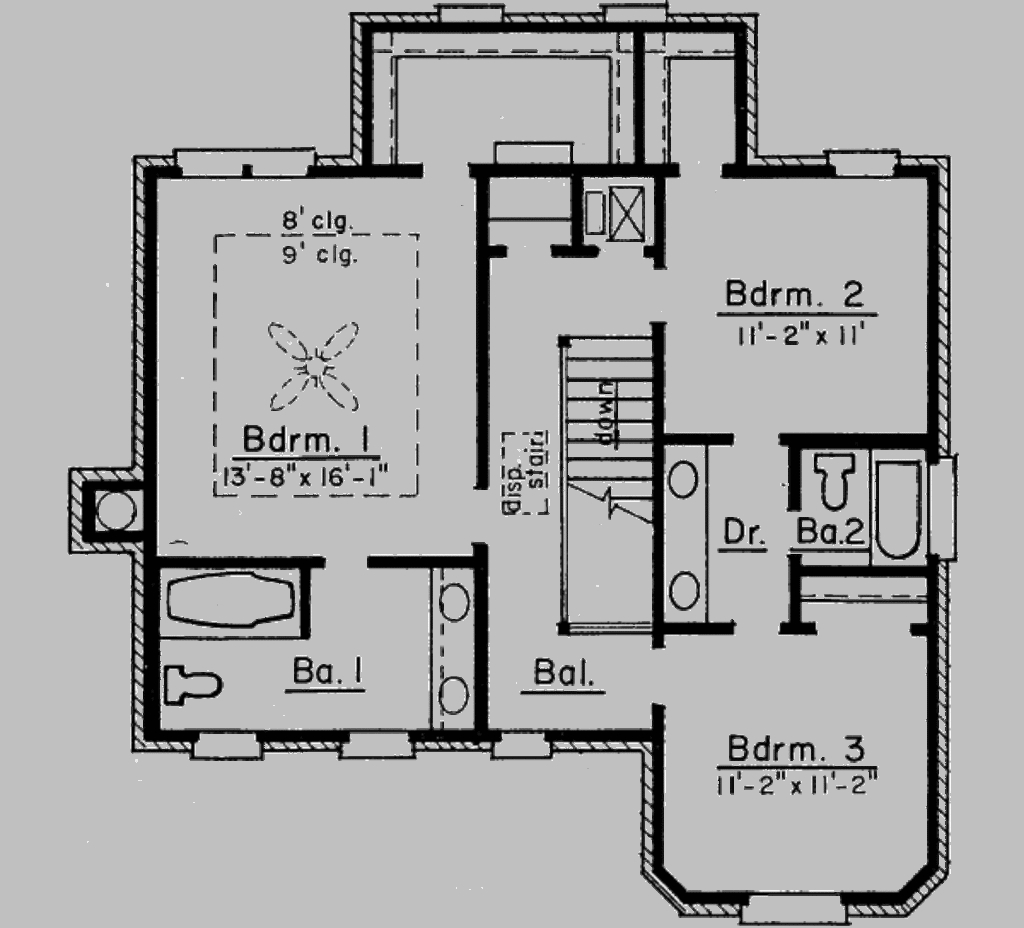 8' clg.
9' clg.
Bdrm. 1
13'-8" x 16'-1"
Bdrm. 2
11'-2" x 11'
down
disp.
stair
Dr.
Ba.2
Ba. 1
Bal.
Bdrm. 3
11'-2" x 11'-2"